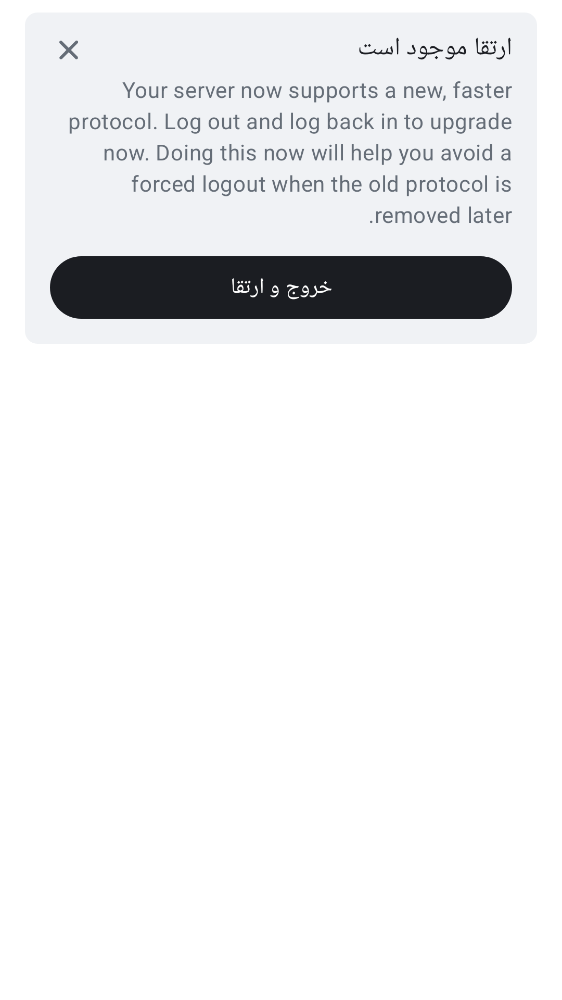 ارتقا موجود است
Your server now supports a new, faster
protocol. Log out and log back in to upgrade
now. Doing this now will help you avoid a
forced logout when the old protocol is
removed later.
خروج و ارتقا